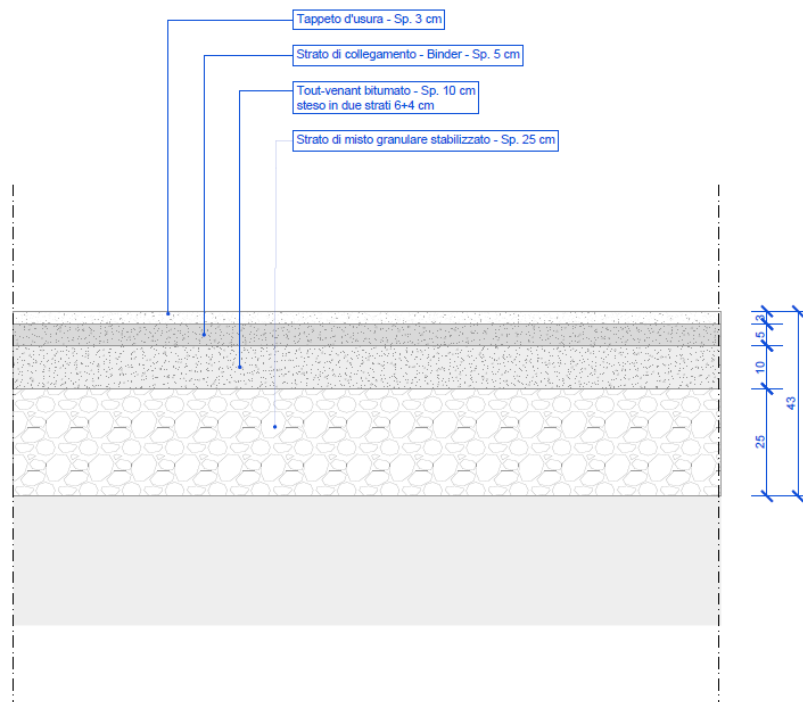 Tappeto d'usura - Sp. 3 cm
Strato di collegamento - Binder - Sp. 5 cm
Tout-venant bitumato - Sp. 10 cm
steso in due strati 6+4 cm
Strato di misto granulare stabilizzato - Sp. 25 cm
3
5
10
25
43